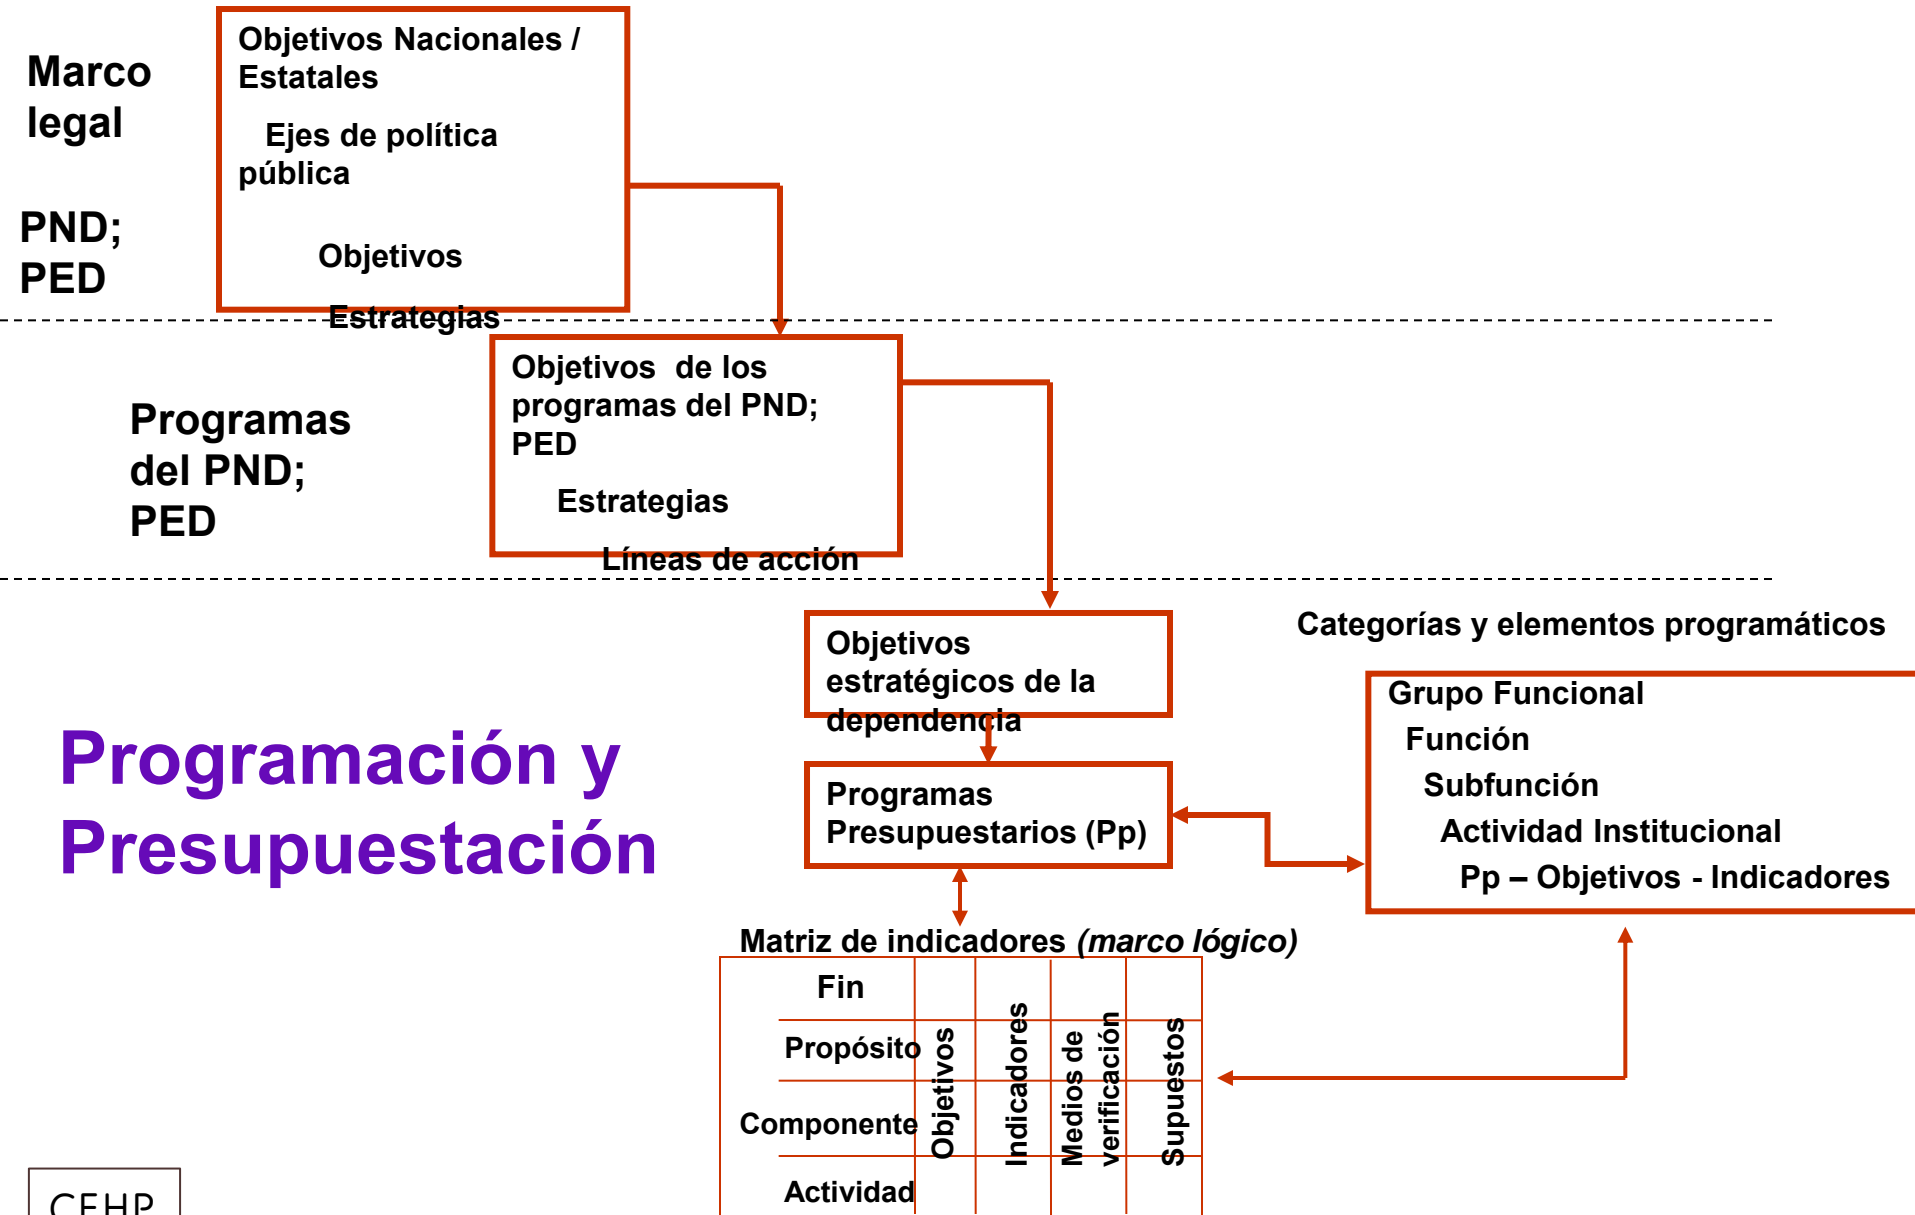 Marco
legal
PND;
PED
Objetivos Nacionales /
Estatales
Ejes de política
pública
Objetivos
Estrategias
Programas
del PND;
PED
Objetivos de los
programas del PND;
PED
Estrategias
Líneas de acción
Programación y
Presupuestación
Objetivos
estratégicos de la
dependencia
Programas
Presupuestarios (Pp)
Categorías y elementos programáticos
Grupo Funcional
Función
Subfunción
Actividad Institucional
Pp – Objetivos - Indicadores
Matriz de indicadores (marco lógico)
Fin
Propósito
Componente
Actividad
Objetivos
Indicadores
Medios de
verificación
Supuestos
CEHP